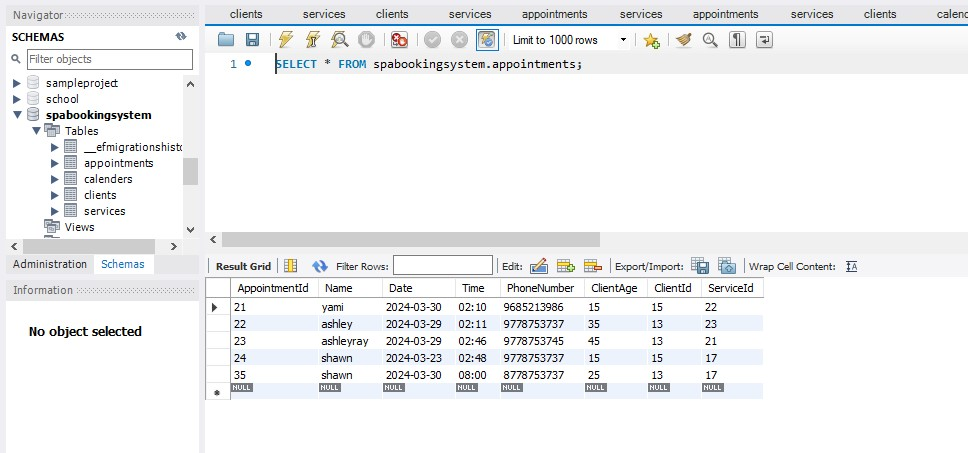 Navigator
SCHEMAS
Filter objects
sampleproject
school
spabookingsystem
Tables
__efmigrationshisto
appointments
calenders
clients
services
Views
Administration Schemas
Information
No object selected
clients services clients services appointments services appointments services clients calend
Limit to 1000 rows
1 SELECT * FROM spabookingsystem.appointments;
Result Grid Filter Rows: Edit: Export/Import: Wrap Cell Content:
AppointmentId Name Date Time PhoneNumber ClientAge ClientId ServiceId
21 yami 2024-03-30 02:10 9685213986 15 15 22
22 ashley 2024-03-29 02:11 9778753737 35 13 23
23 ashleyray 2024-03-29 02:46 9778753745 45 13 21
24 shawn 2024-03-23 02:48 9778753737 15 15 17
35 shawn 2024-03-30 08:00 8778753737 25 13 17
NULL NULL NULL NULL NULL NULL NULL NULL